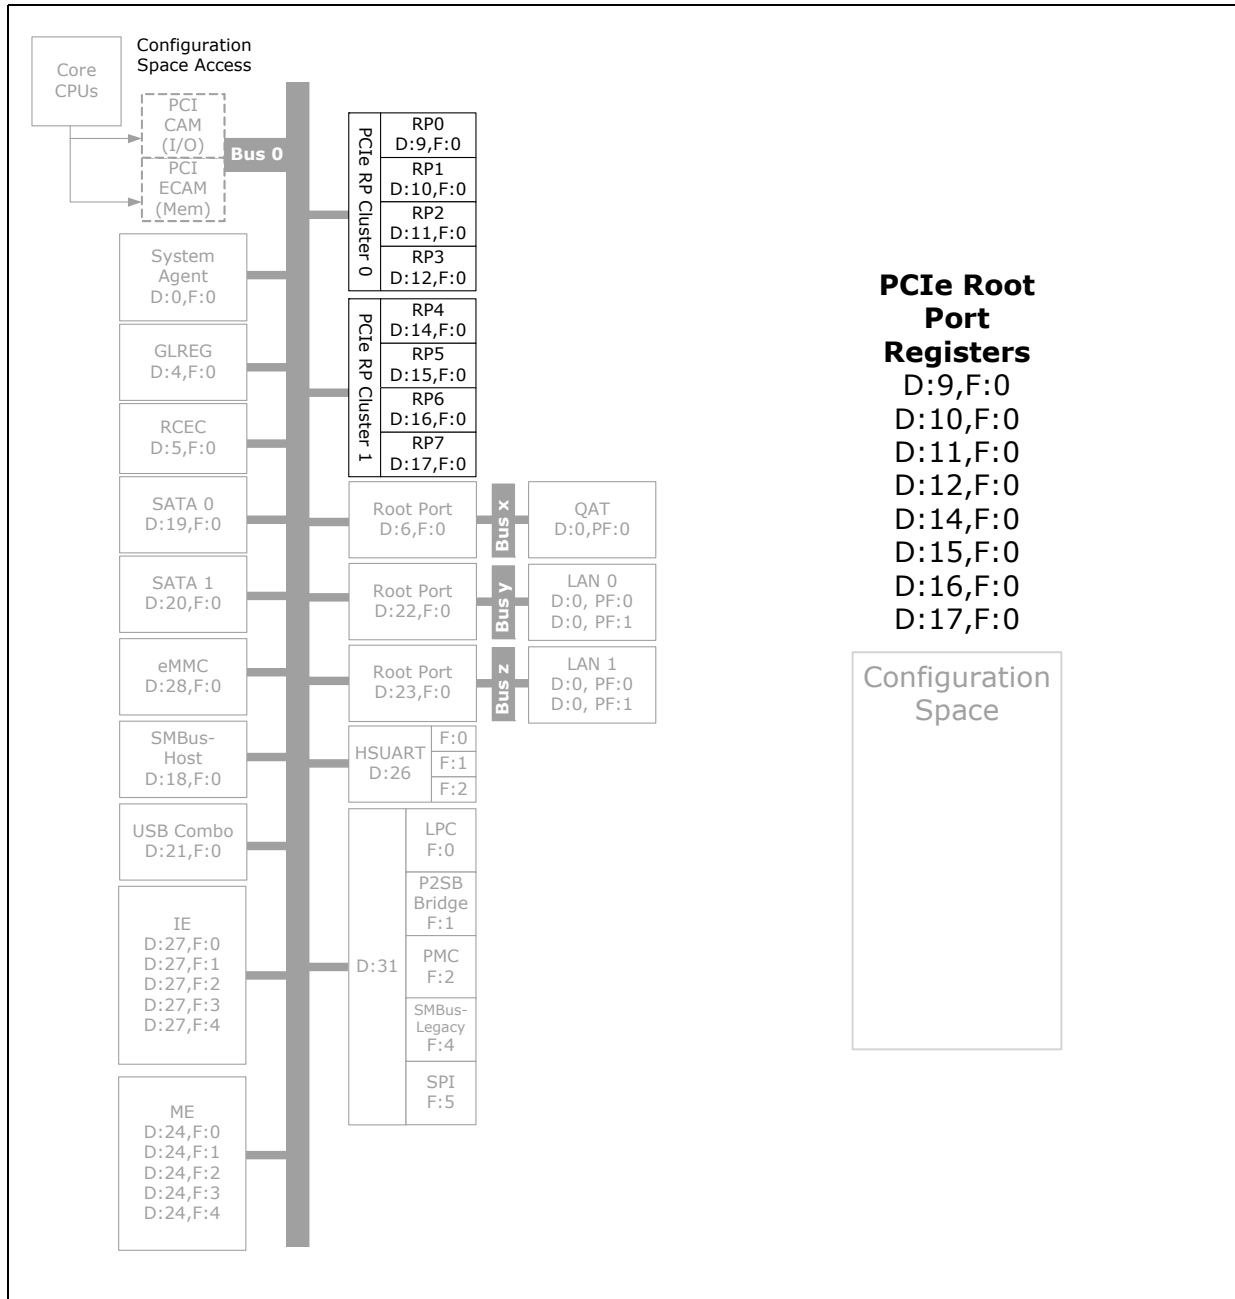 Configuration
Space Access
Core
CPUs
PCI
CAM
(I/O)
PCI
ECAM
(Mem)
Bus 0
System
Agent
D:0,F:0
GLREG
D:4,F:0
RCEC
D:5,F:0
SATA 0
D:19,F:0
SATA 1
D:20,F:0
eMMC
D:28,F:0
SMBus-
Host
D:18,F:0
USB Combo
D:21,F:0
IE
D:27,F:0
D:27,F:1
D:27,F:2
D:27,F:3
D:27,F:4
ME
D:24,F:0
D:24,F:1
D:24,F:2
D:24,F:3
D:24,F:4
PCIe RP Cluster 0
RP0
D:9,F:0
RP1
D:10,F:0
RP2
D:11,F:0
RP3
D:12,F:0
PCIe RP Cluster 1
RP4
D:14,F:0
RP5
D:15,F:0
RP6
D:16,F:0
RP7
D:17,F:0
Root Port
D:6,F:0
Bus x
QAT
D:0,PF:0
Root Port
D:22,F:0
Bus y
LAN 0
D:0, PF:0
D:0, PF:1
Root Port
D:23,F:0
Bus z
LAN 1
D:0, PF:0
D:0, PF:1
HSUART
D:26
F:0
F:1
F:2
D:31
LPC
F:0
P2SB
Bridge
F:1
PMC
F:2
SMBus-
Legacy
F:4
SPI
F:5
PCIe Root
Port
Registers
D:9,F:0
D:10,F:0
D:11,F:0
D:12,F:0
D:14,F:0
D:15,F:0
D:16,F:0
D:17,F:0
Configuration
Space